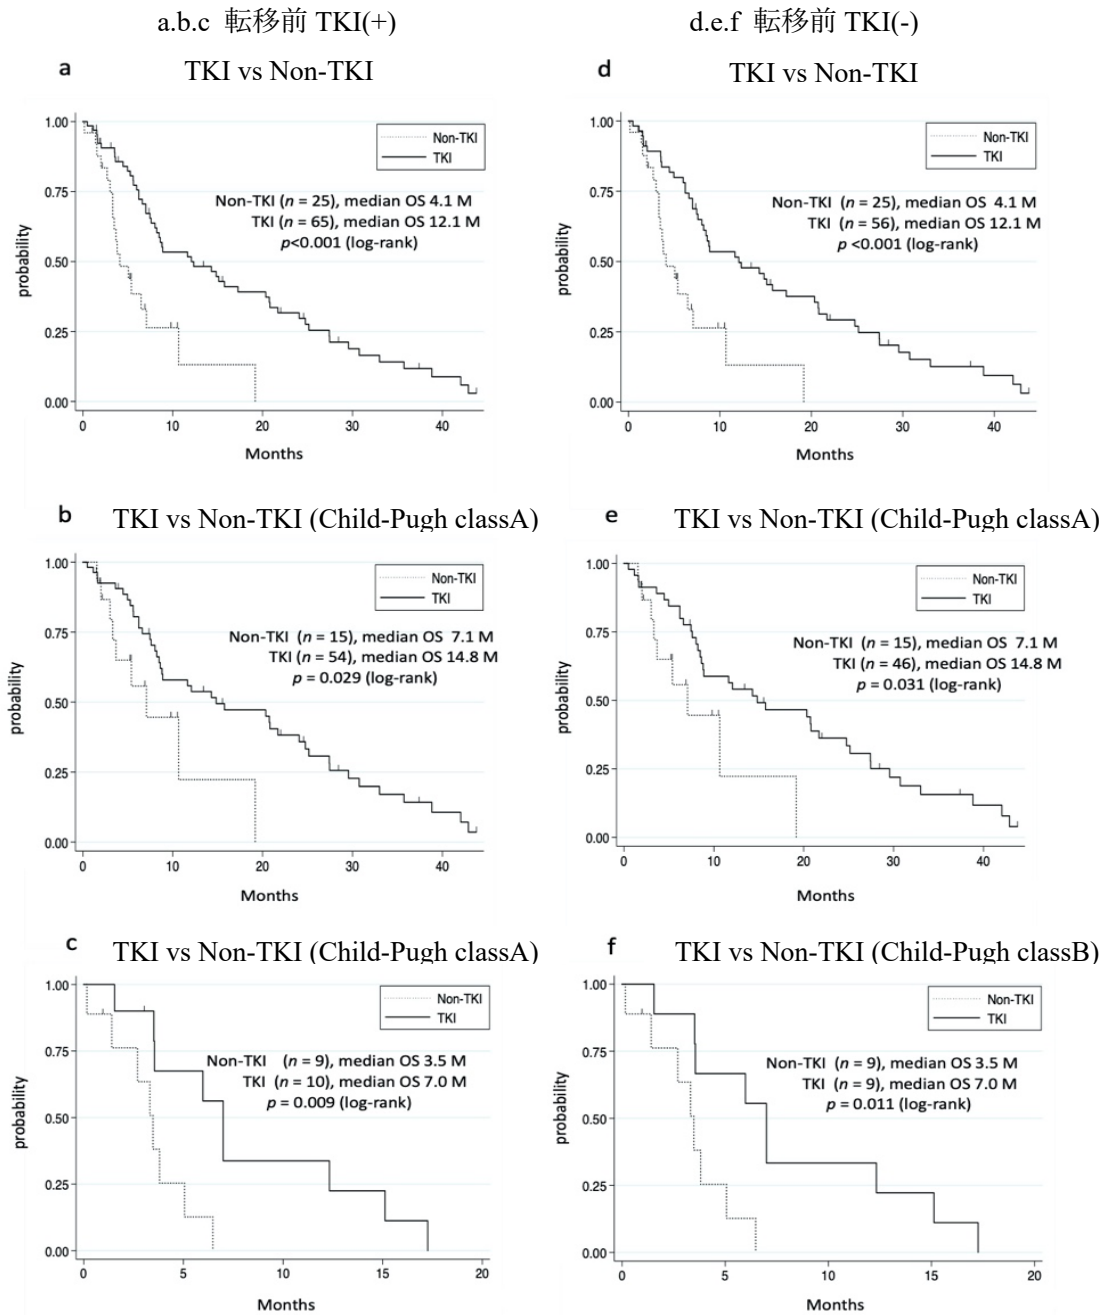 a.b.c 転移前 TKI(+)
d.e.f 転移前 TKI(-)
a
TKI vs Non-TKI
1.00
0.75
0.50
0.25
0.00
probability
Non-TKI
TKI
Non-TKI (n = 25), median OS 4.1 M
TKI (n = 65), median OS 12.1 M
p<0.001 (log-rank)
0 10 20 30 40
Months
d
TKI vs Non-TKI
1.00
0.75
0.50
0.25
0.00
probability
Non-TKI
TKI
Non-TKI (n = 25), median OS 4.1 M
TKI (n = 56), median OS 12.1 M
p <0.001 (log-rank)
0 10 20 30 40
Months
b
TKI vs Non-TKI (Child-Pugh classA)
1.00
0.75
0.50
0.25
0.00
probability
Non-TKI
TKI
Non-TKI (n = 15), median OS 7.1 M
TKI (n = 54), median OS 14.8 M
p = 0.029 (log-rank)
0 10 20 30 40
Months
e
TKI vs Non-TKI (Child-Pugh classA)
1.00
0.75
0.50
0.25
0.00
probability
Non-TKI
TKI
Non-TKI (n = 15), median OS 7.1 M
TKI (n = 46), median OS 14.8 M
p = 0.031 (log-rank)
0 10 20 30 40
Months
c
TKI vs Non-TKI (Child-Pugh classA)
1.00
0.75
0.50
0.25
0.00
probability
Non-TKI
TKI
Non-TKI (n = 9), median OS 3.5 M
TKI (n = 10), median OS 7.0 M
p = 0.009 (log-rank)
0 5 10 15 20
Months
f
TKI vs Non-TKI (Child-Pugh classB)
1.00
0.75
0.50
0.25
0.00
probability
Non-TKI
TKI
Non-TKI (n = 9), median OS 3.5 M
TKI (n = 9), median OS 7.0 M
p = 0.011 (log-rank)
0 5 10 15 20
Months